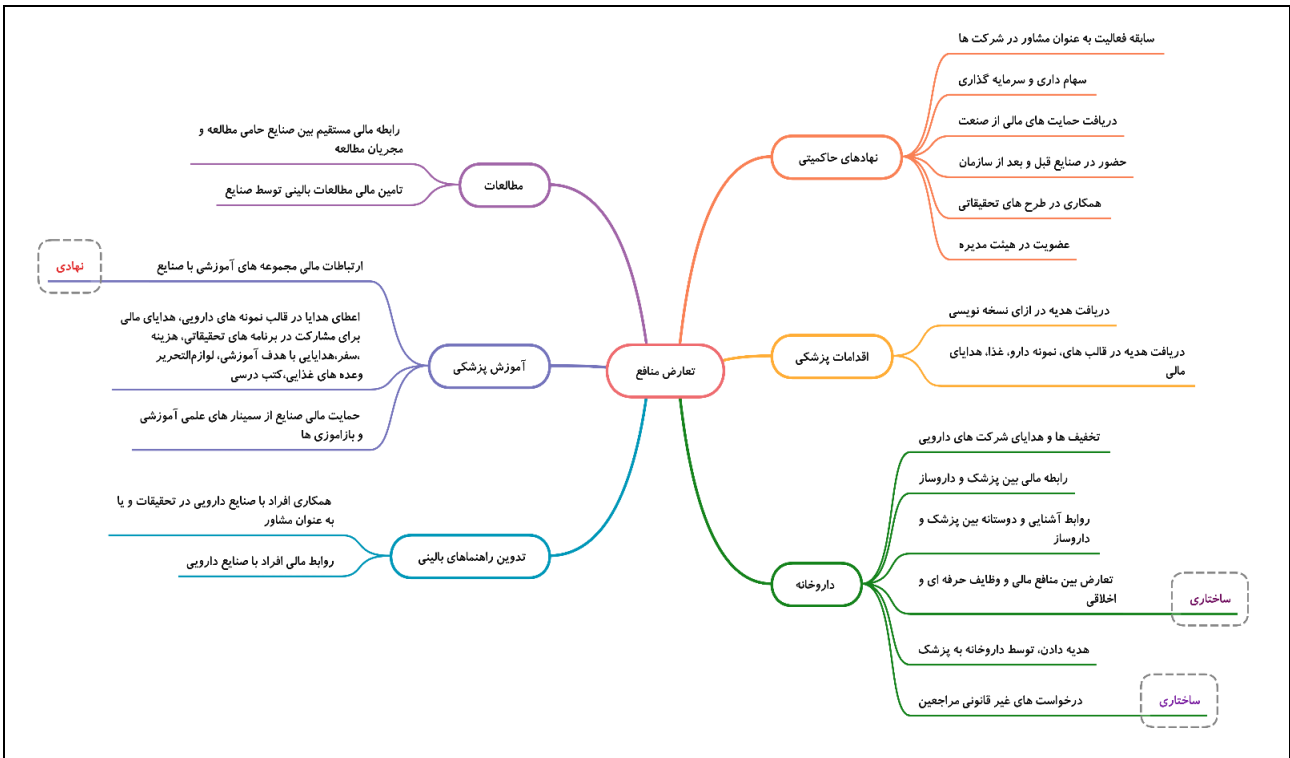 تعارض منافع
نهادهای حاکمیتی
سابقه فعالیت به عنوان مشاور در شرکت ها
سهام داری و سرمایه گذاری
دریافت حمایت های مالی از صنعت
حضور در صنایع قبل و بعد از سازمان
همکاری در طرح های تحقیقاتی
عضویت در هیئت مدیره
اقدامات پزشکی
دریافت هدیه در ازای نسخه نویسی
دریافت هدیه در قالب های، نمونه دارو، غذا، هدایای
مالی
داروخانه
تخفیف ها و هدایای شرکت های دارویی
رابطه مالی بین پزشک و داروساز
روابط آشنایی و دوستانه بین پزشک و
داروساز
تعارض بین منافع مالی و وظایف حرفه ای و
اخلاقی
ساختاری
هدیه دادن، توسط داروخانه به پزشک
درخواست های غیر قانونی مراجعین
ساختاری
مطالعات
رابطه مالی مستقیم بین صنایع حامی مطالعه و
مجریان مطالعه
تامین مالی مطالعات بالینی توسط صنایع
آموزش پزشکی
ارتباطات مالی مجموعه های آموزشی با صنایع
نهادی
اعطای هدایا در قالب نمونه های دارویی، هدایای مالی
برای مشارکت در برنامه های تحقیقاتی، هزینه
،سفر،هدایایی با هدف آموزشی، لوازم‌التحریر
وعده های غذایی،کتب درسی
حمایت مالی صنایع از سمینار های علمی آموزشی
و بازاموزی ها
تدوین راهنماهای بالینی
همکاری افراد با صنایع دارویی در تحقیقات و یا
به عنوان مشاور
روابط مالی افراد با صنایع دارویی